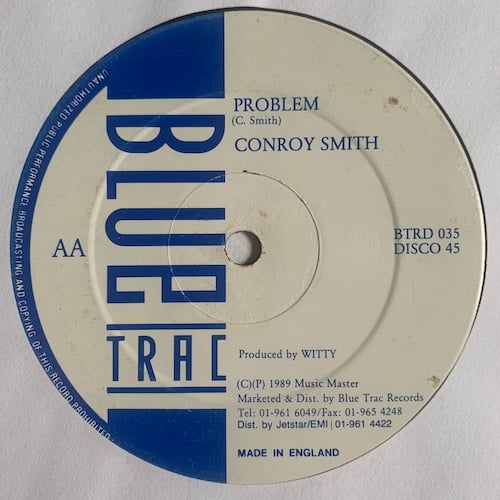 UNAUTHORIZED PUBLIC PERFORMANCE BROADCASTING AND COPYING OF THIS RECORD PROHIBITED
BLUE
TRAC
PROBLEM
(C. Smith)
CONROY SMITH
AA
BTRD 035
DISCO 45
Produced by WITTY
(C)(P) 1989 Music Master
Marketed & Dist. by Blue Trac Records
Tel: 01-961 6049/Fax: 01-965 4248
Dist. by Jetstar/EMI | 01-961 4422
MADE IN ENGLAND